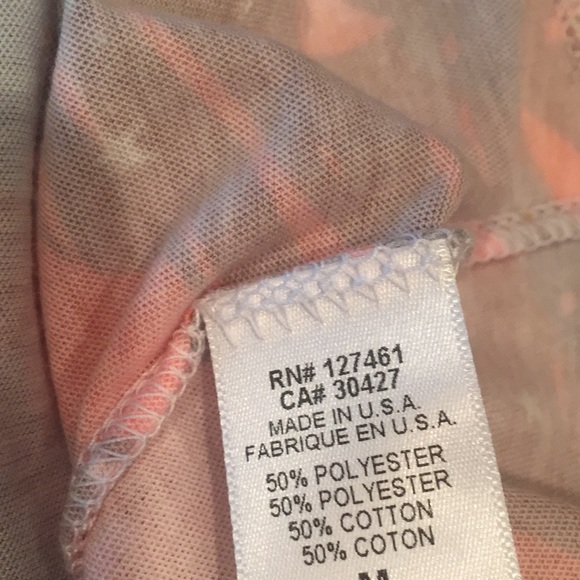 RN# 127461
CA# 30427
MADE IN U.S.A.
FABRIQUE EN U.S.A.
50% POLYESTER
50% POLYESTER
50% COTTON
50% COTON
M